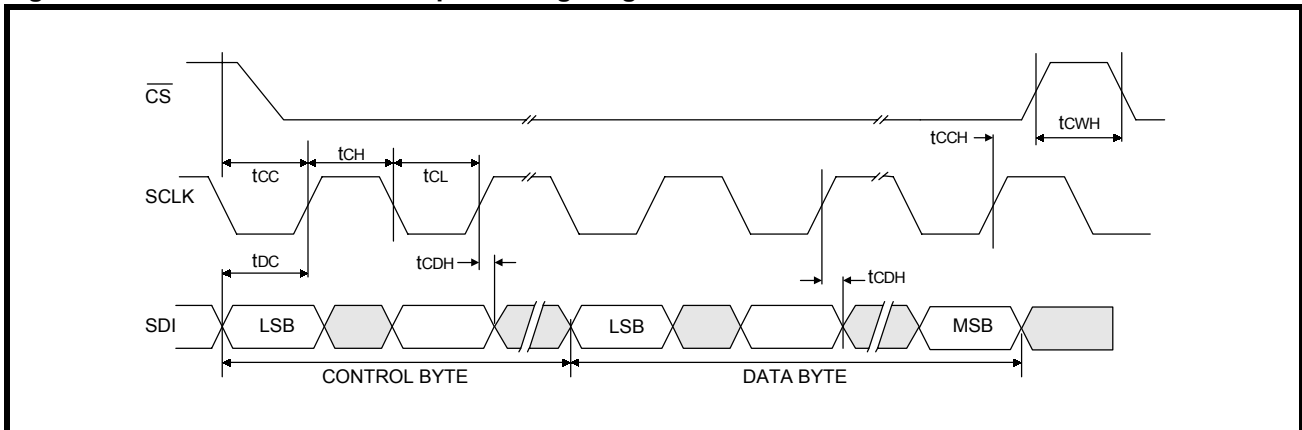 CS
tCCH
tCWH
tCC
tCH
tCL
SCLK
tDC
tCDH
tCDH
SDI
LSB
LSB
MSB
CONTROL BYTE
DATA BYTE